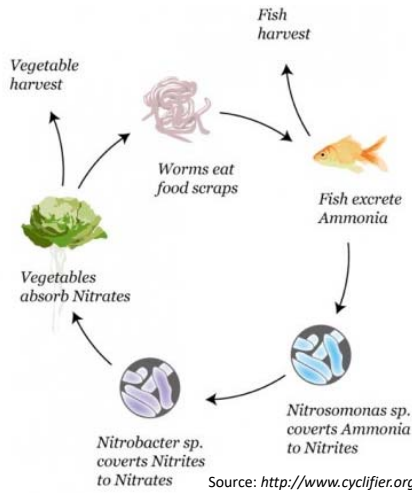 Fish
harvest
Vegetable
harvest
Worms eat
food scraps
Fish excrete
Ammonia
Vegetables
absorb Nitrates
Nitrosomonas sp.
coverts Ammonia
to Nitrites
Nitrobacter sp.
coverts Nitrites
to Nitrates
Source: http://www.cyclifier.org